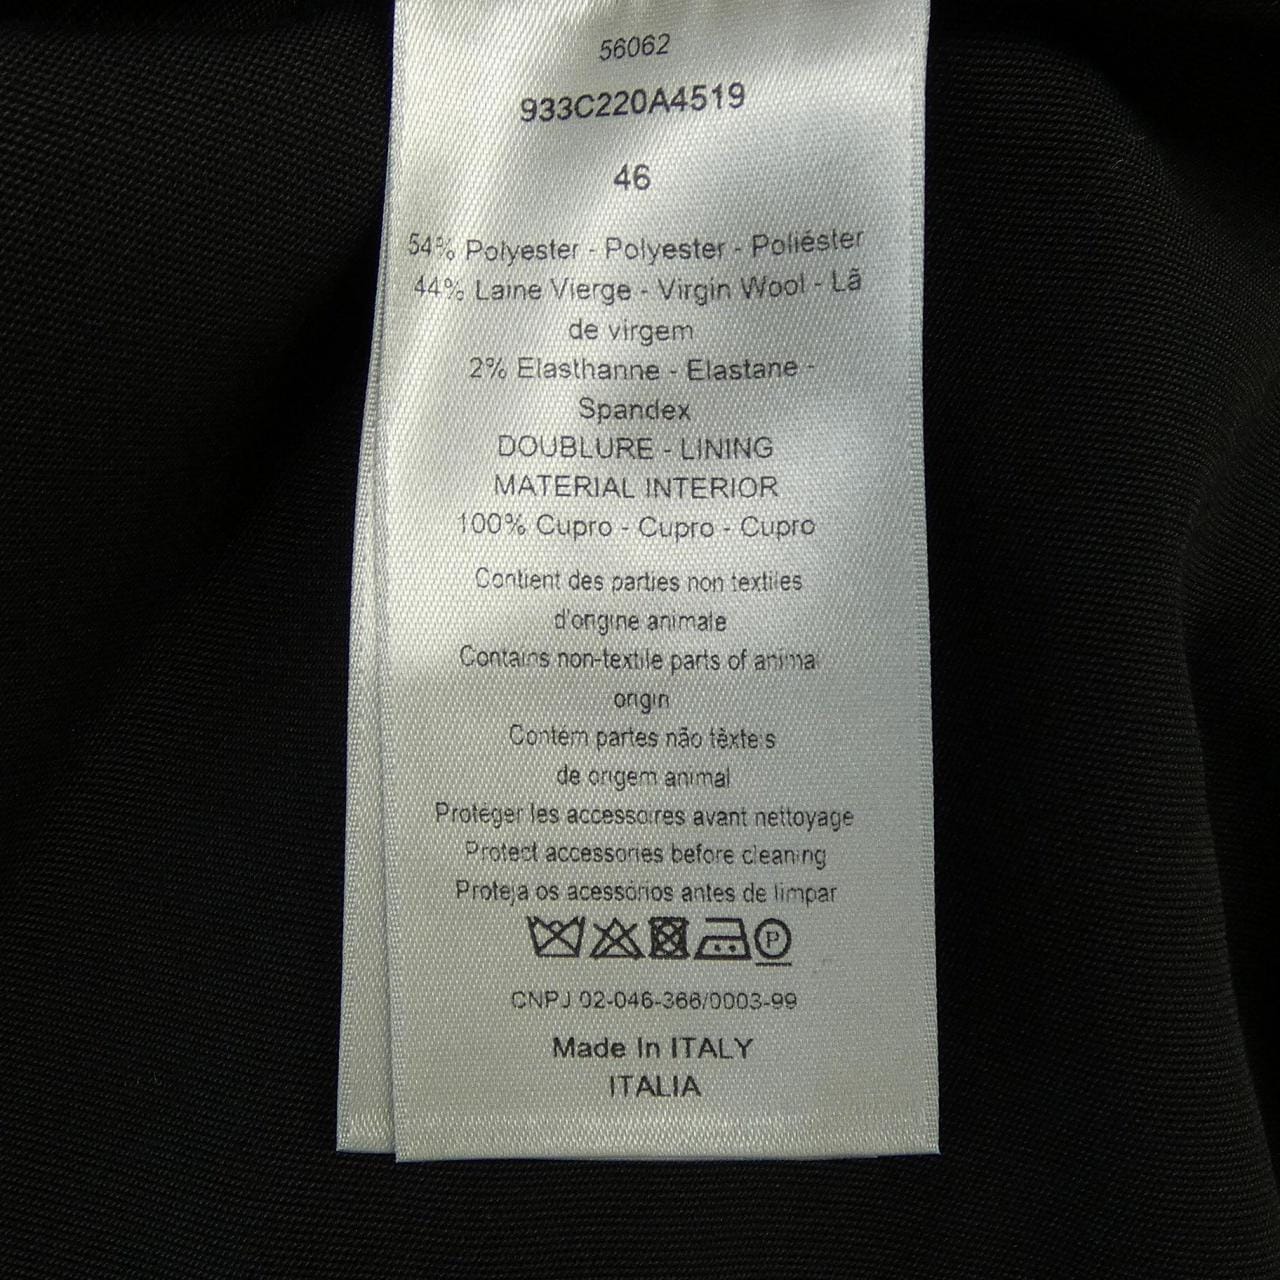 56062
933C220A4519
46
54% Polyester - Polyester - Poliéster
44% Laine Vierge - Virgin Wool - Lã
de virgem
2% Elasthanne - Elastane -
Spandex
DOUBLURE - LINING
MATERIAL INTERIOR
100% Cupro - Cupro - Cupro
Contient des parties non textiles
d'origine animale
Contains non-textile parts of animal
origin
Contém partes não têxteis
de origem animal
Protéger les accessoires avant nettoyage
Protect accessories before cleaning
Proteja os acessórios antes de limpar
P
CNPJ 02-046-366/0003-99
Made In ITALY
ITALIA